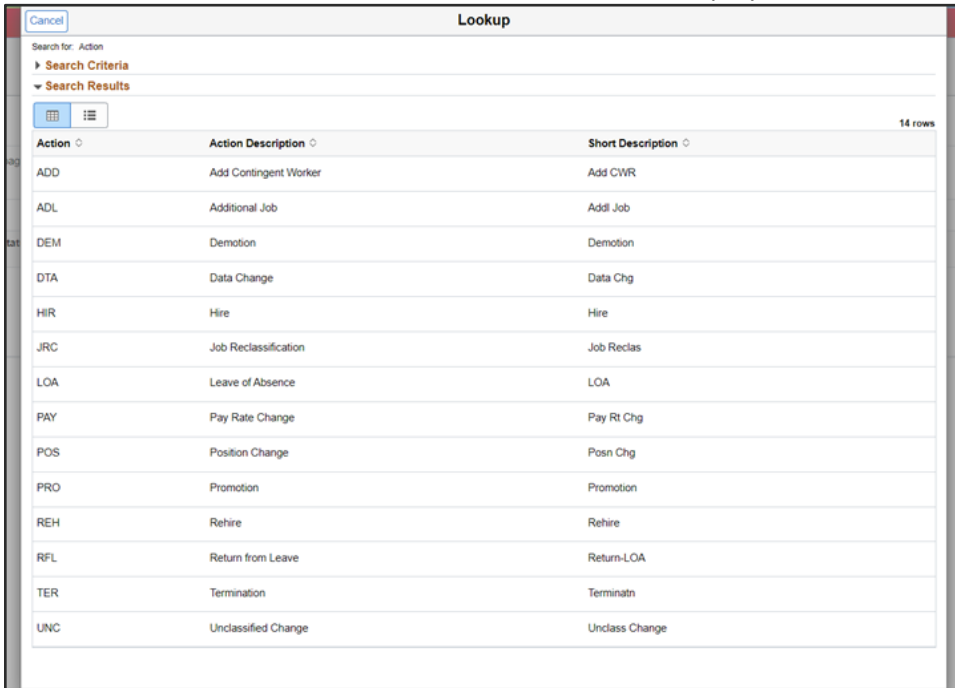 Cancel Lookup
Search for: Action
Search Criteria
Search Results
14 rows
Action Action Description Short Description
ADD Add Contingent Worker Add CWR
ADL Additional Job Addl Job
DEM Demotion Demotion
DTA Data Change Data Chg
HIR Hire Hire
JRC Job Reclassification Job Reclas
LOA Leave of Absence LOA
PAY Pay Rate Change Pay Rt Chg
POS Position Change Posn Chg
PRO Promotion Promotion
REH Rehire Rehire
RFL Return from Leave Return-LOA
TER Termination Terminatn
UNC Unclassified Change Unclass Change